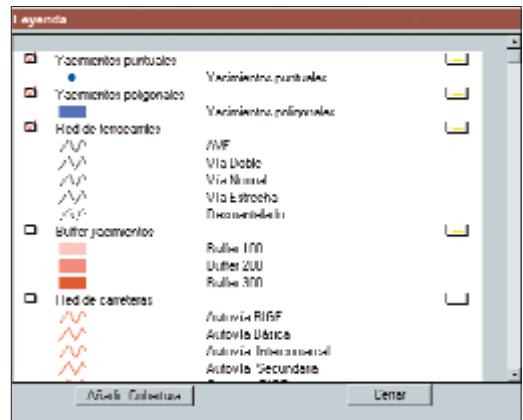 Leyenda
Yacimientos puntuales
Yacimientos puntuales
Yacimientos poligonales
Yacimientos poligonales
Red de ferrocarriles
AVE
Vía Doble
Vía Normal
Vía Estrecha
Desmantelado
Buffer yacimientos
Buffer 100
Buffer 200
Buffer 300
Red de carreteras
Autovía RIGE
Autovía Básica
Autovía Intercomarcal
Autovía Secundaria
Añadir Cobertura
Cerrar